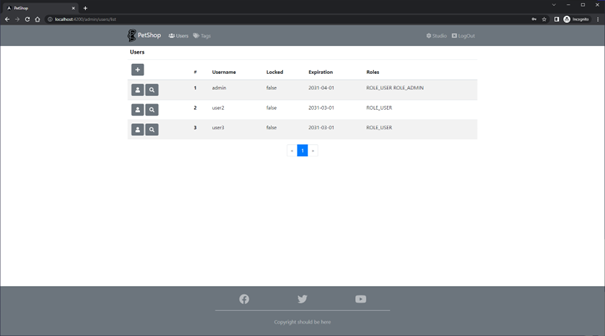 PetShop
localhost:4200/admin/users/list
Incognito
PetShop Users Tags LogOut
Users
# Username Locked Expiration Roles
1 admin false 2031-04-01 ROLE_USER ROLE_ADMIN
2 user2 false 2031-03-01 ROLE_USER
3 user3 false 2031-03-01 ROLE_USER
« 1 »
Copyright should be here